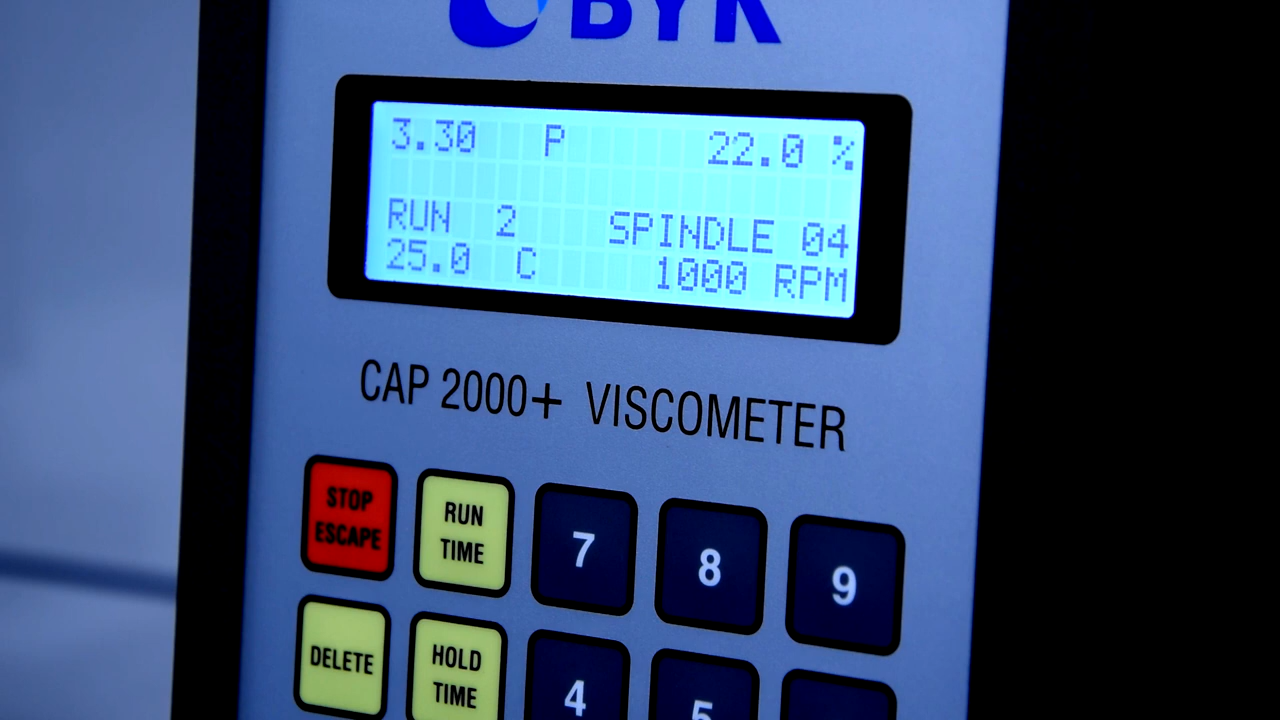 BYK
3.30 P 22.0 %
RUN 2 SPINDLE 04
25.0 C 1000 RPM
CAP 2000+ VISCOMETER
STOP
ESCAPE
RUN
TIME
7
8
9
DELETE
HOLD
TIME
4
5